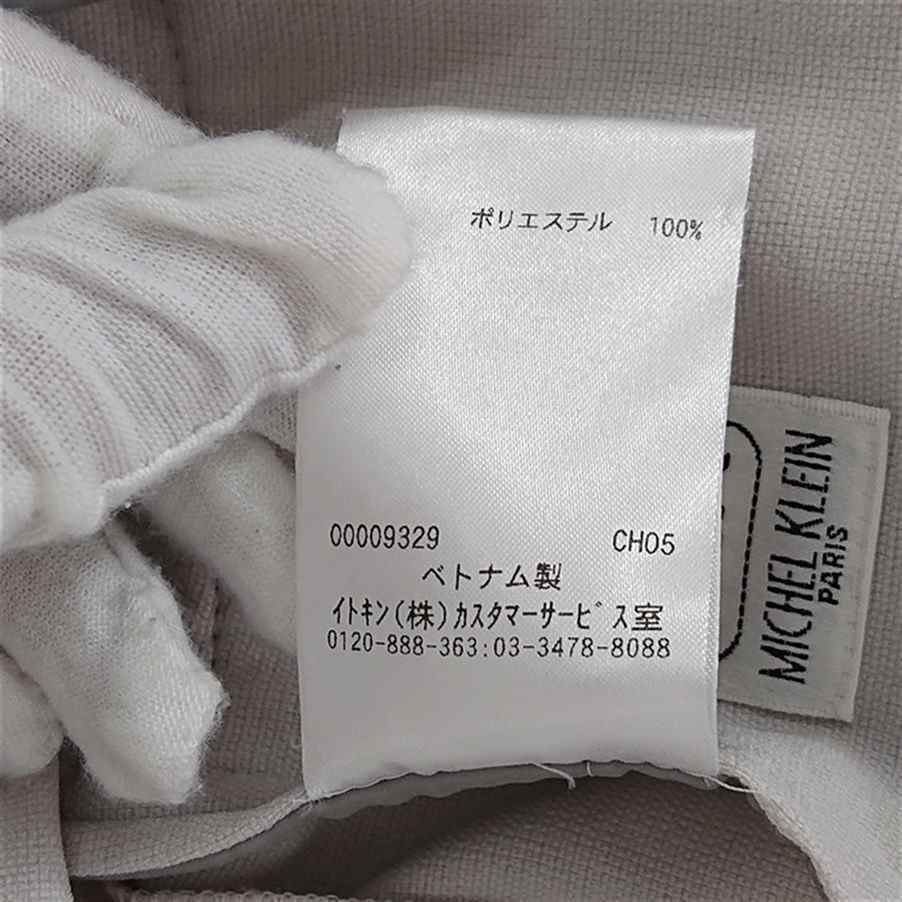 ポリエステル 100%
00009329 CH05
ベトナム製
イトキン(株)カスタマーサービス室
0120-888-363:03-3478-8088
MICHEL KLEIN
PARIS